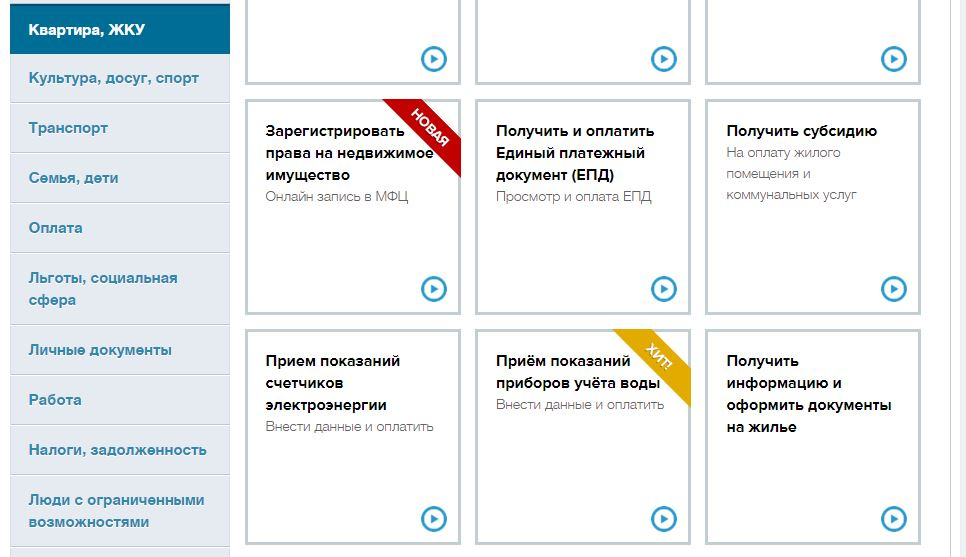 Квартира, ЖКУ
Культура, досуг, спорт
Транспорт
Семья, дети
Оплата
Льготы, социальная
сфера
Личные документы
Работа
Налоги, задолженность
Люди с ограниченными
возможностями
НОВАЯ
Зарегистрировать
права на недвижимое
имущество
Онлайн запись в МФЦ
Получить и оплатить
Единый платежный
документ (ЕПД)
Просмотр и оплата ЕПД
Получить субсидию
На оплату жилого
помещения и
коммунальных услуг
Прием показаний
счетчиков
электроэнергии
Внести данные и оплатить
ХИТ!
Приём показаний
приборов учёта воды
Внести данные и оплатить
Получить
информацию и
оформить документы
на жилье